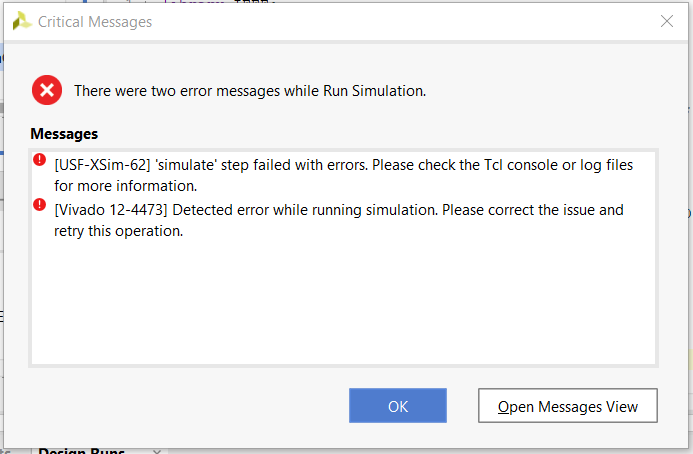 Critical Messages
There were two error messages while Run Simulation.
Messages
[USF-XSim-62] 'simulate' step failed with errors. Please check the Tcl console or log files
for more information.
[Vivado 12-4473] Detected error while running simulation. Please correct the issue and
retry this operation.
OK
Open Messages View
Design Runs